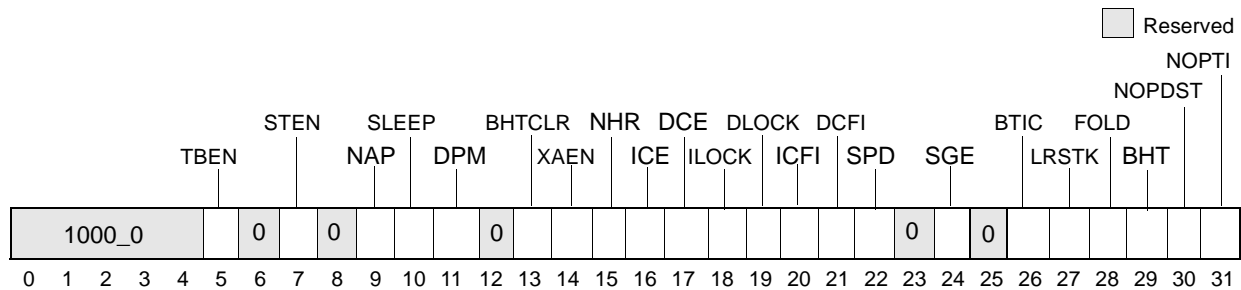 Reserved
NOPTI
NOPDST
STEN SLEEP BHTCLR NHR DCE DLOCK DCFI BTIC FOLD
TBEN NAP DPM XAEN ICE ILOCK ICFI SPD SGE LRSTK BHT
1000_0 0 0 0 0 0
0 1 2 3 4 5 6 7 8 9 10 11 12 13 14 15 16 17 18 19 20 21 22 23 24 25 26 27 28 29 30 31